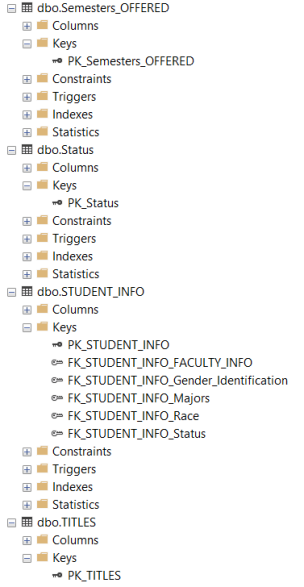 dbo.Semesters_OFFERED
Columns
Keys
PK_Semesters_OFFERED
Constraints
Triggers
Indexes
Statistics
dbo.Status
Columns
Keys
PK_Status
Constraints
Triggers
Indexes
Statistics
dbo.STUDENT_INFO
Columns
Keys
PK_STUDENT_INFO
FK_STUDENT_INFO_FACULTY_INFO
FK_STUDENT_INFO_Gender_Identification
FK_STUDENT_INFO_Majors
FK_STUDENT_INFO_Race
FK_STUDENT_INFO_Status
Constraints
Triggers
Indexes
Statistics
dbo.TITLES
Columns
Keys
PK_TITLES